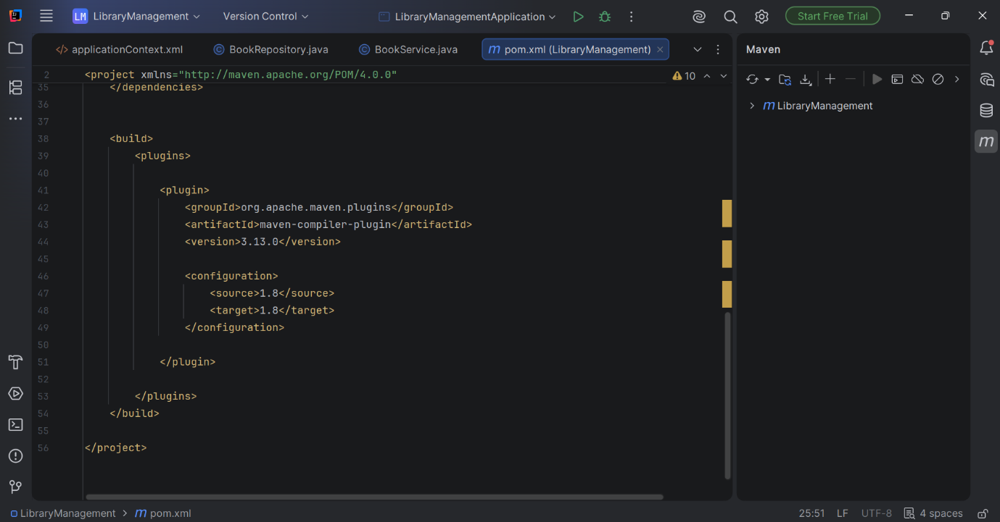 LM LibraryManagement Version Control LibraryManagementApplication Start Free Trial
applicationContext.xml BookRepository.java BookService.java pom.xml (LibraryManagement) Maven
2 <project xmlns="http://maven.apache.org/POM/4.0.0" 10
35 </dependencies>
36
37
38 <build>
39 <plugins>
40
41 <plugin>
42 <groupId>org.apache.maven.plugins</groupId>
43 <artifactId>maven-compiler-plugin</artifactId>
44 <version>3.13.0</version>
45
46 <configuration>
47 <source>1.8</source>
48 <target>1.8</target>
49 </configuration>
50
51 </plugin>
52
53 </plugins>
54 </build>
55
56 </project>
m LibraryManagement
LibraryManagement > m pom.xml 25:51 LF UTF-8 4 spaces